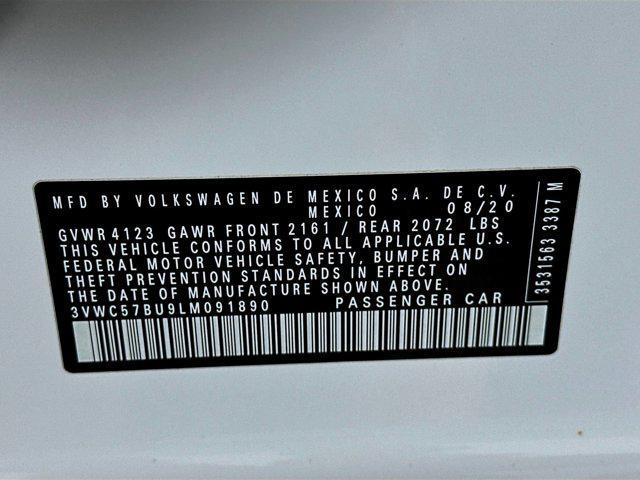 MFD BY VOLKSWAGEN DE MEXICO S.A. DE C.V.
MEXICO 08/20
GVWR 4123 GAWR FRONT 2161 / REAR 2072 LBS
THIS VEHICLE CONFORMS TO ALL APPLICABLE U.S.
FEDERAL MOTOR VEHICLE SAFETY, BUMPER AND
THEFT PREVENTION STANDARDS IN EFFECT ON
THE DATE OF MANUFACTURE SHOWN ABOVE.
3VWC57BU9LM091890 PASSENGER CAR
3531563 3387 M